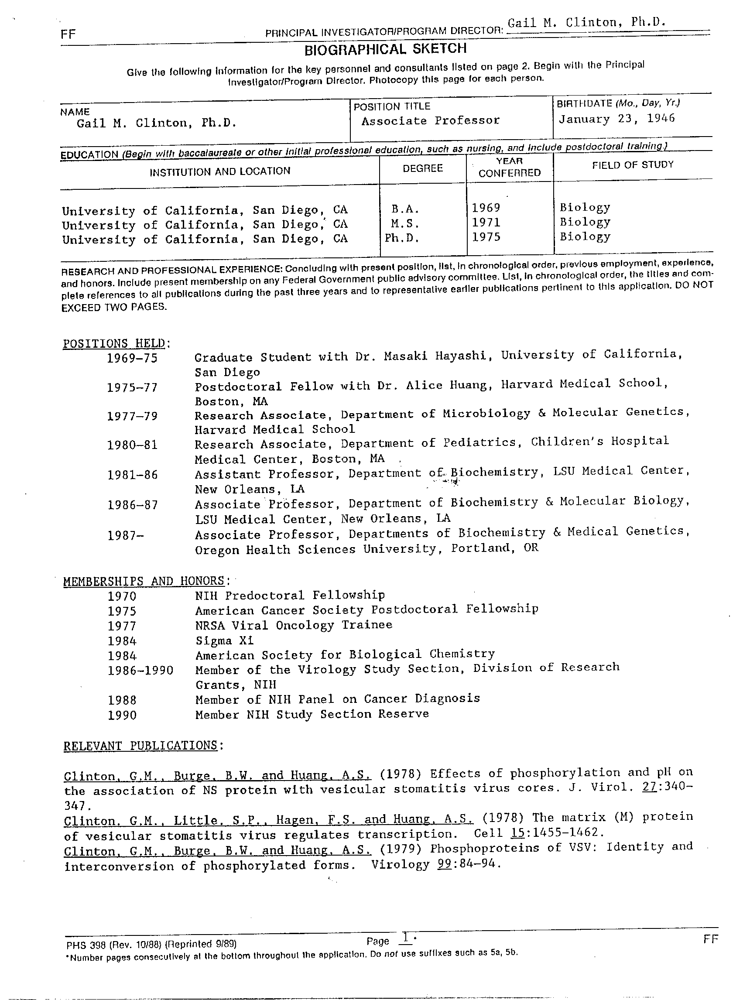 FF
PRINCIPAL INVESTIGATOR/PROGRAM DIRECTOR: Gail M. Clinton, Ph.D.
BIOGRAPHICAL SKETCH
Give the following information for the key personnel and consultants listed on page 2. Begin with the Principal
Investigator/Program Director. Photocopy this page for each person.
NAME
Gail M. Clinton, Ph.D.
POSITION TITLE
Associate Professor
BIRTHDATE (Mo., Day, Yr.)
January 23, 1946
EDUCATION (Begin with baccalaureate or other initial professional education, such as nursing, and include postdoctoral training.)
INSTITUTION AND LOCATION DEGREE YEAR CONFERRED FIELD OF STUDY
University of California, San Diego, CA B.A. 1969 Biology
University of California, San Diego, CA M.S. 1971 Biology
University of California, San Diego, CA Ph.D. 1975 Biology
RESEARCH AND PROFESSIONAL EXPERIENCE: Concluding with present position, list, in chronological order, previous employment, experience,
and honors. Include present membership on any Federal Government public advisory committee. List, in chronological order, the titles and com-
plete references to all publications during the past three years and to representative earlier publications pertinent to this application. DO NOT
EXCEED TWO PAGES.
POSITIONS HELD:
1969-75 Graduate Student with Dr. Masaki Hayashi, University of California,
San Diego
1975-77 Postdoctoral Fellow with Dr. Alice Huang, Harvard Medical School,
Boston, MA
1977-79 Research Associate, Department of Microbiology & Molecular Genetics,
Harvard Medical School
1980-81 Research Associate, Department of Pediatrics, Children's Hospital
Medical Center, Boston, MA
1981-86 Assistant Professor, Department of Biochemistry, LSU Medical Center,
New Orleans, LA
1986-87 Associate Professor, Department of Biochemistry & Molecular Biology,
LSU Medical Center, New Orleans, LA
1987- Associate Professor, Departments of Biochemistry & Medical Genetics,
Oregon Health Sciences University, Portland, OR
MEMBERSHIPS AND HONORS:
1970 NIH Predoctoral Fellowship
1975 American Cancer Society Postdoctoral Fellowship
1977 NRSA Viral Oncology Trainee
1984 Sigma Xi
1984 American Society for Biological Chemistry
1986-1990 Member of the Virology Study Section, Division of Research
Grants, NIH
1988 Member of NIH Panel on Cancer Diagnosis
1990 Member NIH Study Section Reserve
RELEVANT PUBLICATIONS:
Clinton, G.M., Burge, B.W. and Huang, A.S. (1978) Effects of phosphorylation and pH on
the association of NS protein with vesicular stomatitis virus cores. J. Virol. 27:340-
347.
Clinton, G.M., Little, S.P., Hagen, F.S. and Huang, A.S. (1978) The matrix (M) protein
of vesicular stomatitis virus regulates transcription. Cell 15:1455-1462.
Clinton, G.M., Burge, B.W. and Huang, A.S. (1979) Phosphoproteins of VSV: Identity and
interconversion of phosphorylated forms. Virology 99:84-94.
PHS 398 (Rev. 10/88) (Reprinted 9/89) Page 1 * FF
*Number pages consecutively at the bottom throughout the application. Do not use suffixes such as 5a, 5b.